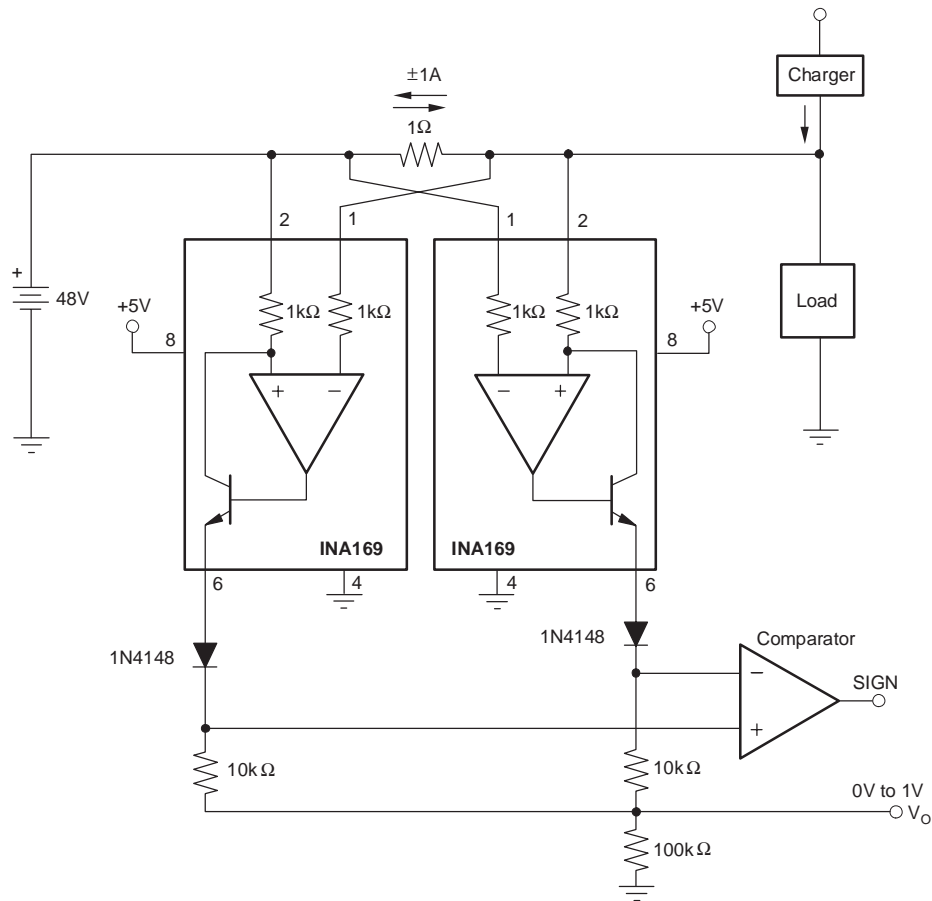 Charger
±1A
1Ω
2
1
1
2
+
48V
+5V
8
1kΩ
1kΩ
1kΩ
1kΩ
+5V
8
Load
+
−
−
+
INA169
INA169
6
4
4
6
1N4148
1N4148
Comparator
−
+
SIGN
10kΩ
10kΩ
0V to 1V
VO
100kΩ